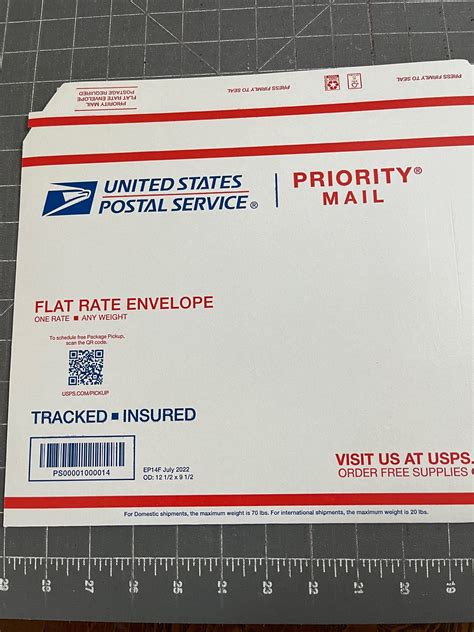 PRESS FIRMLY TO SEAL
PRESS FIRMLY TO SEAL
PRIORITY MAIL
FLAT RATE ENVELOPE
POSTAGE REQUIRED
UNITED STATES
POSTAL SERVICE®
PRIORITY®
MAIL
FLAT RATE ENVELOPE
ONE RATE ■ ANY WEIGHT
To schedule free Package Pickup,
scan the QR code.
USPS.COM/PICKUP
TRACKED ■ INSURED
PS00001000014
EP14F July 2022
OD: 12 1/2 x 9 1/2
VISIT US AT USPS.
ORDER FREE SUPPLIES
For Domestic shipments, the maximum weight is 70 lbs. For international shipments, the maximum weight is 20 lbs.
29 28 27 26 25 24 23 22 21 20 19